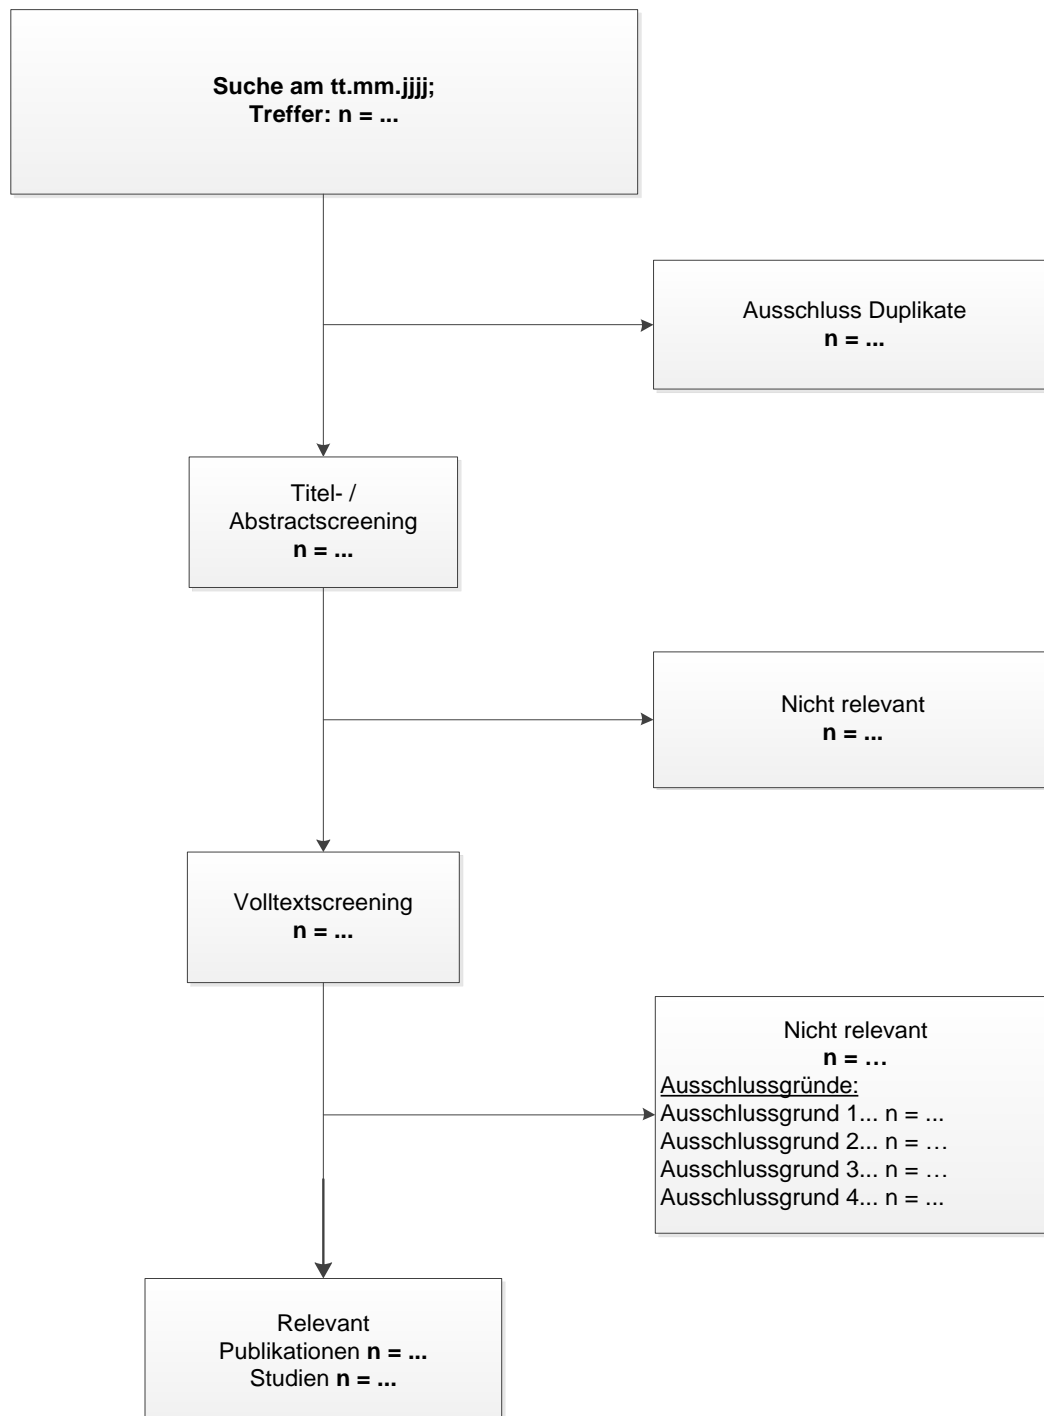 Suche am tt.mm.jjjj;
Treffer: n = ...
Ausschluss Duplikate
n = ...
Titel- /
Abstractscreening
n = ...
Nicht relevant
n = ...
Volltextscreening
n = ...
Nicht relevant
n = …
Ausschlussgründe:
Ausschlussgrund 1... n = ...
Ausschlussgrund 2... n = …
Ausschlussgrund 3... n = …
Ausschlussgrund 4... n = ...
Relevant
Publikationen n = ...
Studien n = ...